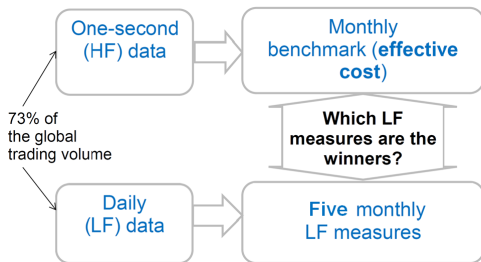 One-second
(HF) data
Monthly
benchmark (effective
cost)
73% of
the global
trading volume
Which LF
measures are the
winners?
Daily
(LF) data
Five monthly
LF measures